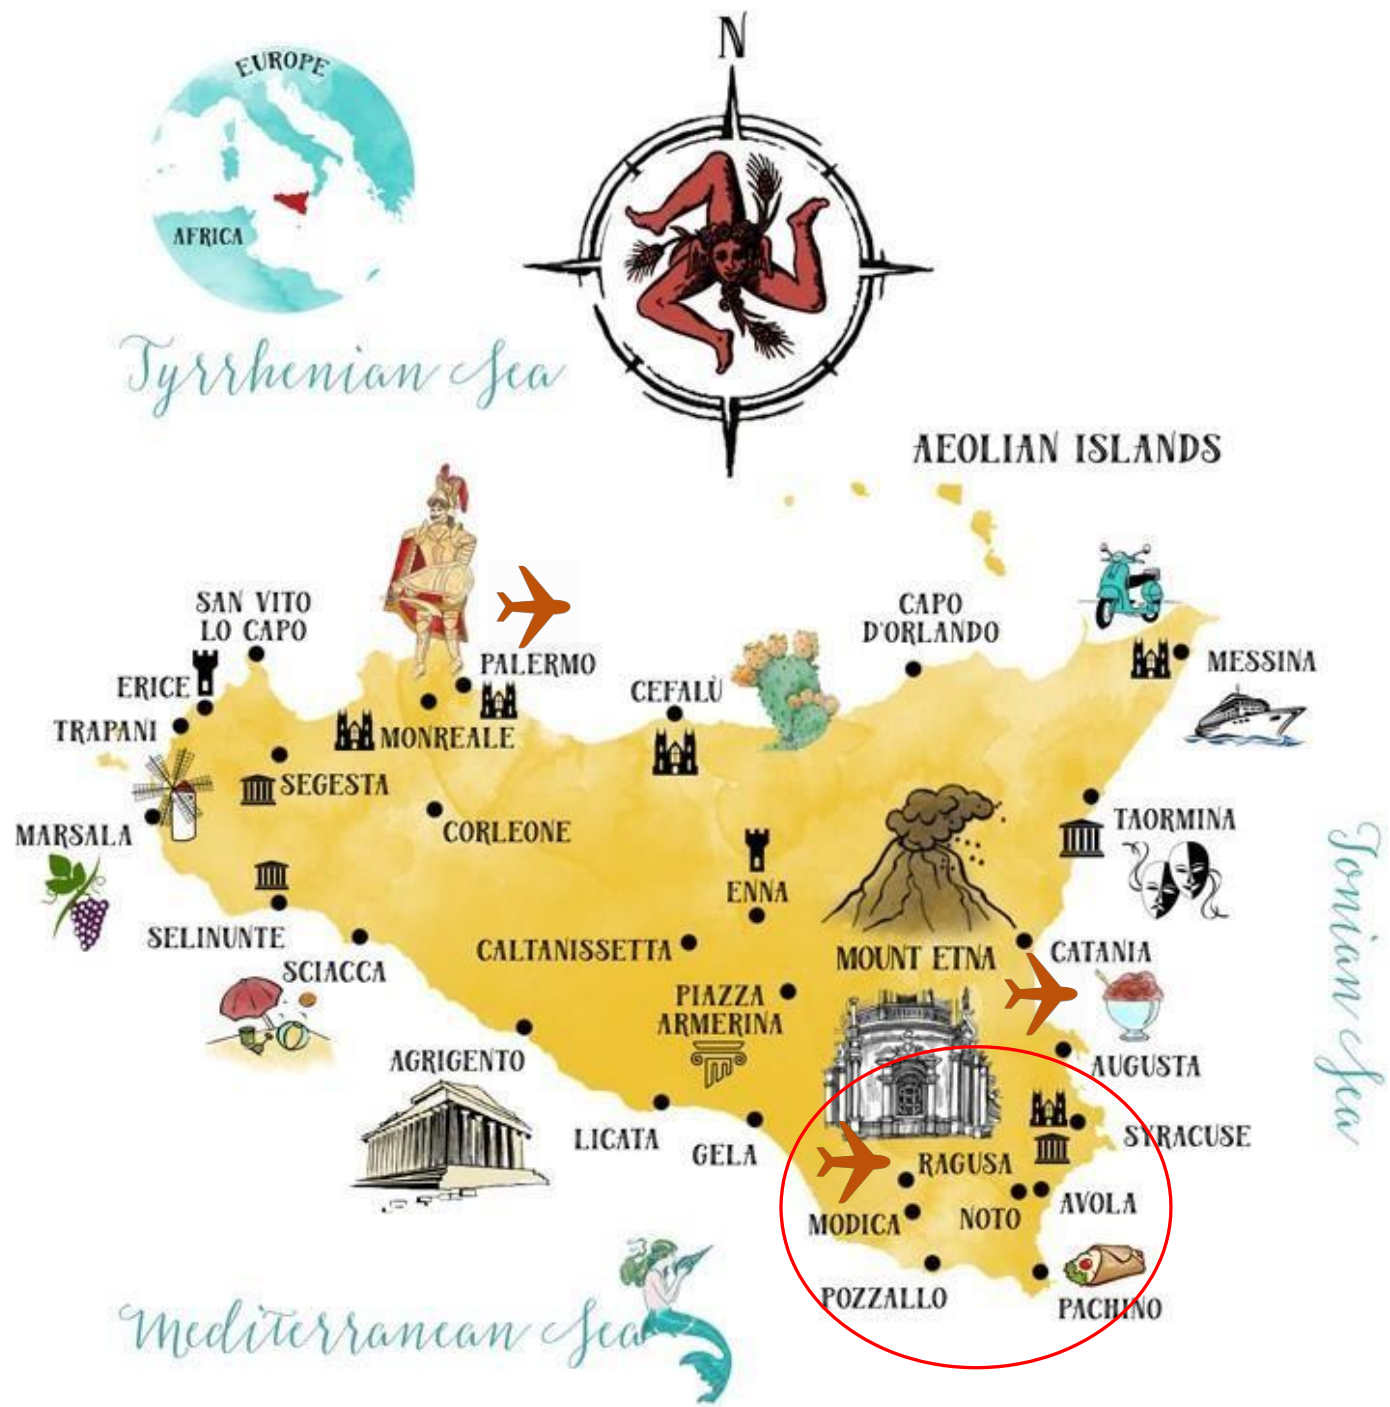 N
EUROPE
AFRICA
Tyrrhenian Sea
AEOLIAN ISLANDS
SAN VITO
LO CAPO
CAPO
D'ORLANDO
PALERMO
MESSINA
ERICE
CEFALÙ
TRAPANI
MONREALE
SEGESTA
MARSALA
CORLEONE
TAORMINA
ENNA
SELINUNTE
CALTANISSETTA
MOUNT ETNA
CATANIA
SCIACCA
PIAZZA
ARMERINA
Ionian Sea
AGRIGENTO
AUGUSTA
LICATA
GELA
SYRACUSE
RAGUSA
MODICA
NOTO
AVOLA
POZZALLO
PACHINO
Mediterranean Sea